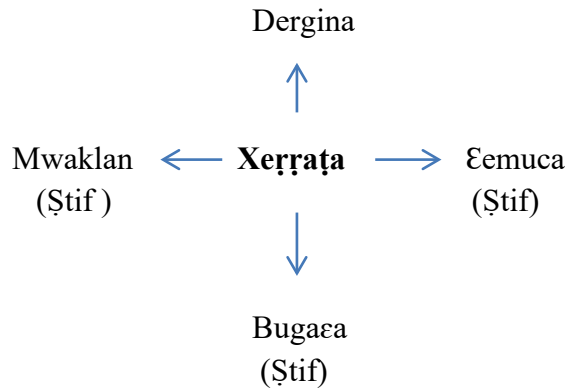 Dergina
Mwaklan Xeṛṛaṭa Ɛemuca
(Ṣtif ) (Ṣtif)
Bugaɛa
(Ṣtif)